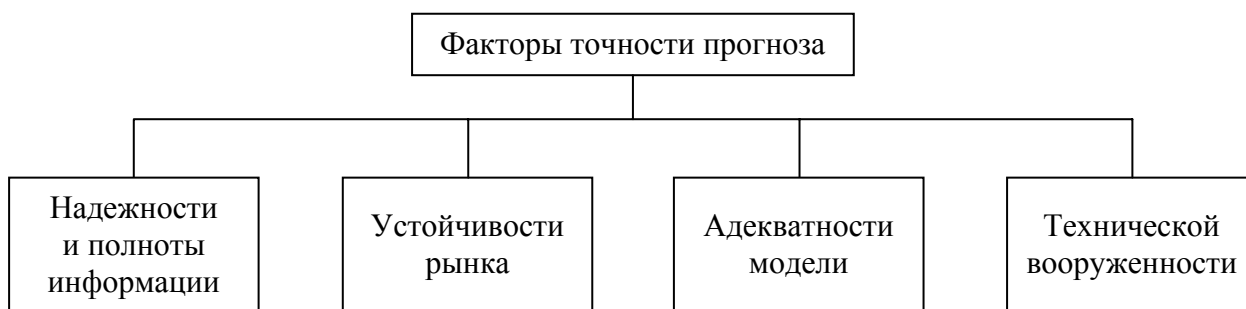 Факторы точности прогноза
Надежности
и полноты
информации
Устойчивости
рынка
Адекватности
модели
Технической
вооруженности